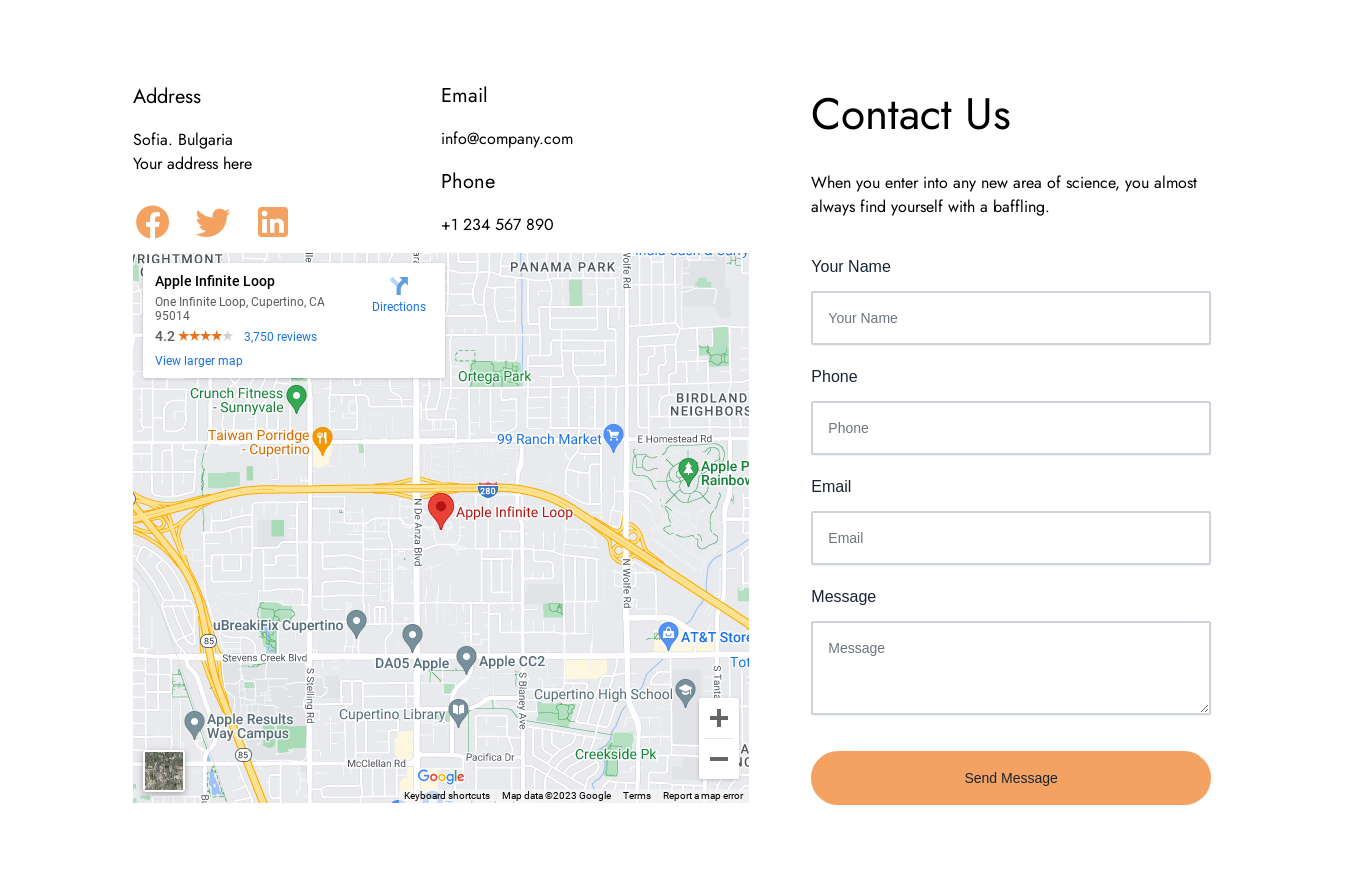 Address
Sofia. Bulgaria
Your address here
Email
info@company.com
Phone
+1 234 567 890
Apple Infinite Loop
One Infinite Loop, Cupertino, CA
95014
4.2
3,750 reviews
Directions
View larger map
PANAMA PARK
Wolfe Rd
Ortega Park
Crunch Fitness
- Sunnyvale
BIRDLAND
Taiwan Porridge
- Cupertino
99 Ranch Market
E Homestead Rd
Apple P
Rainbow
280
Apple Infinite Loop
N De Anza Blvd
N Wolfe Rd
uBreakiFix Cupertino
85
Stevens Creek Blvd
DA05 Apple
Apple CC2
AT&T Store
S Stelling Rd
S Blaney Ave
Cupertino High School
Cupertino Library
Apple Results
Way Campus
85
McClellan Rd
Pacifica Dr
Creekside Pk
Google
Keyboard shortcuts
Map data ©2023 Google
Terms
Report a map error
Contact Us
When you enter into any new area of science, you almost
always find yourself with a baffling.
Your Name
Your Name
Phone
Phone
Email
Email
Message
Message
Send Message